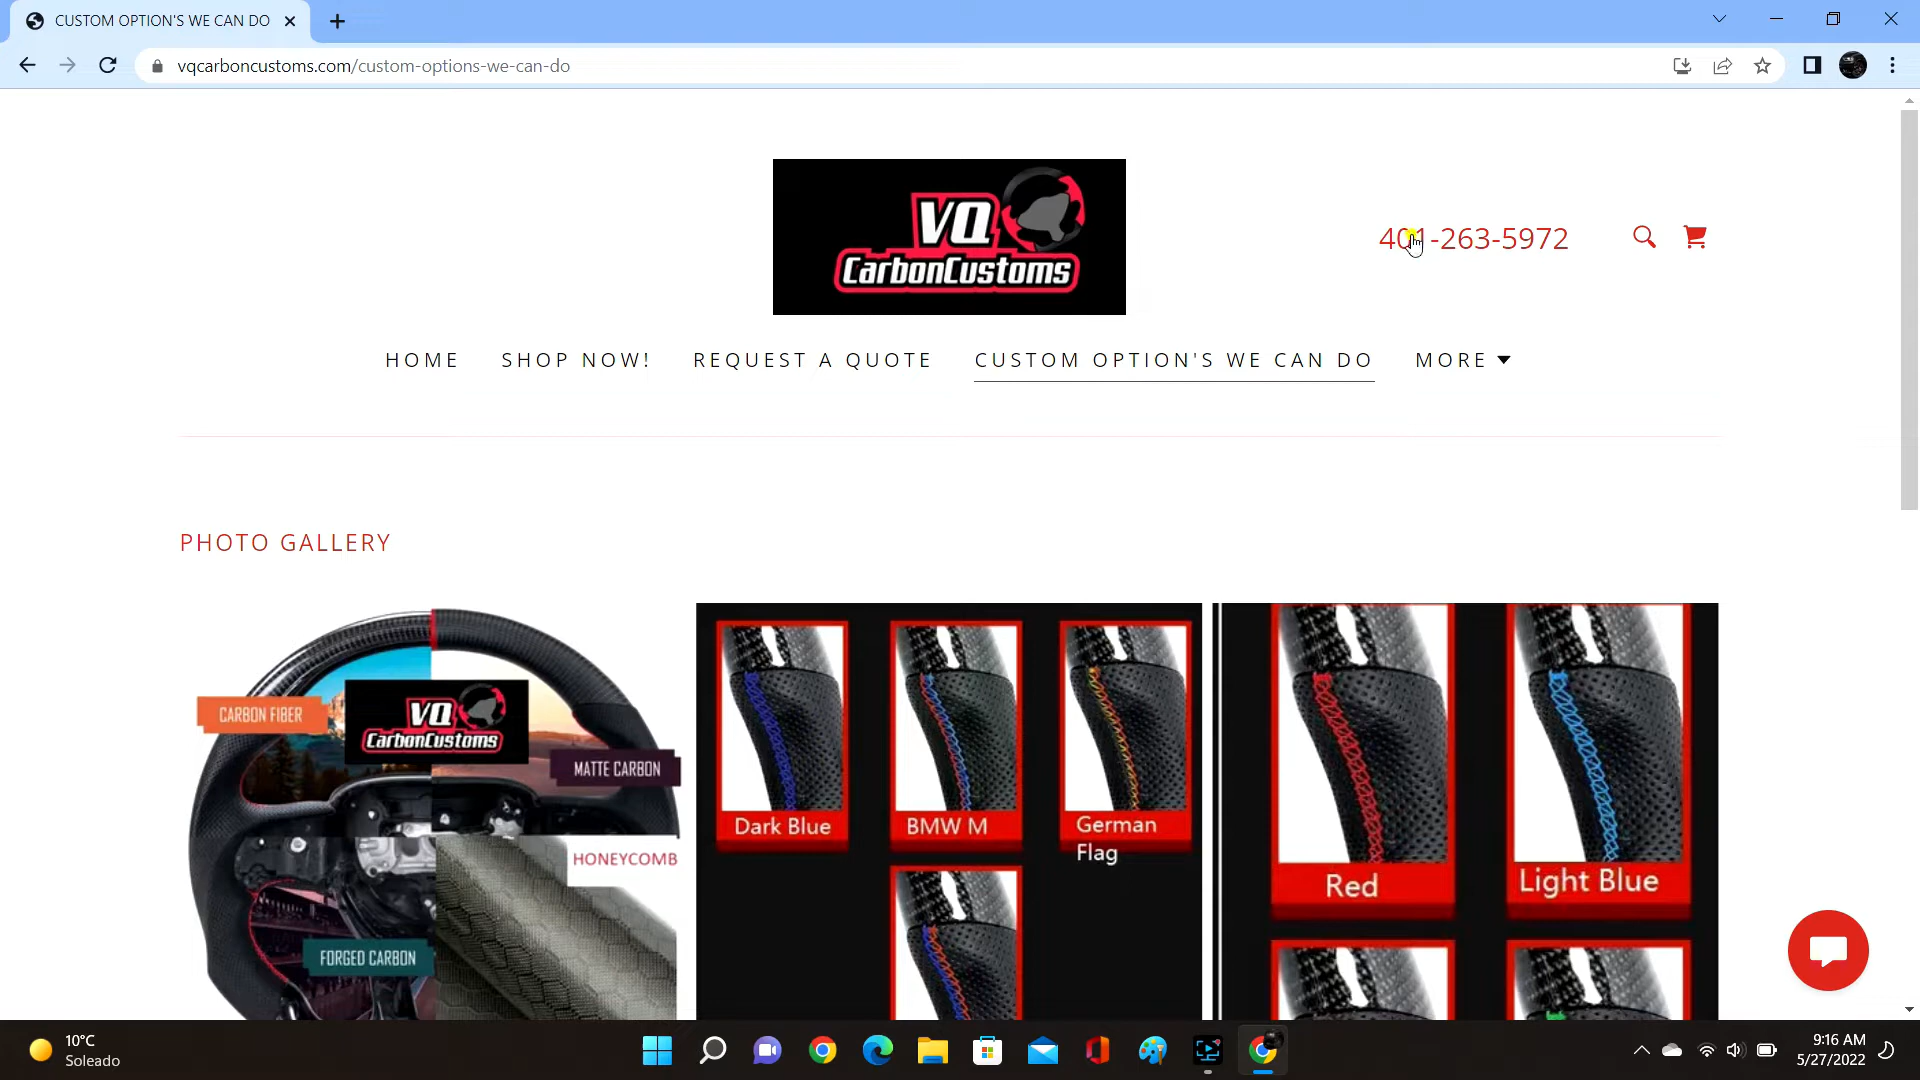 CUSTOM OPTION'S WE CAN DO
vqcarboncustoms.com/custom-options-we-can-do
VQ
CarbonCustoms
401-263-5972
HOME
SHOP NOW!
REQUEST A QUOTE
CUSTOM OPTION'S WE CAN DO
MORE
PHOTO GALLERY
CARBON FIBER
VQ
CarbonCustoms
MATTE CARBON
HONEYCOMB
FORGED CARBON
Dark Blue
BMW M
German
Flag
Red
Light Blue
10°C
Soleado
9:16 AM
5/27/2022